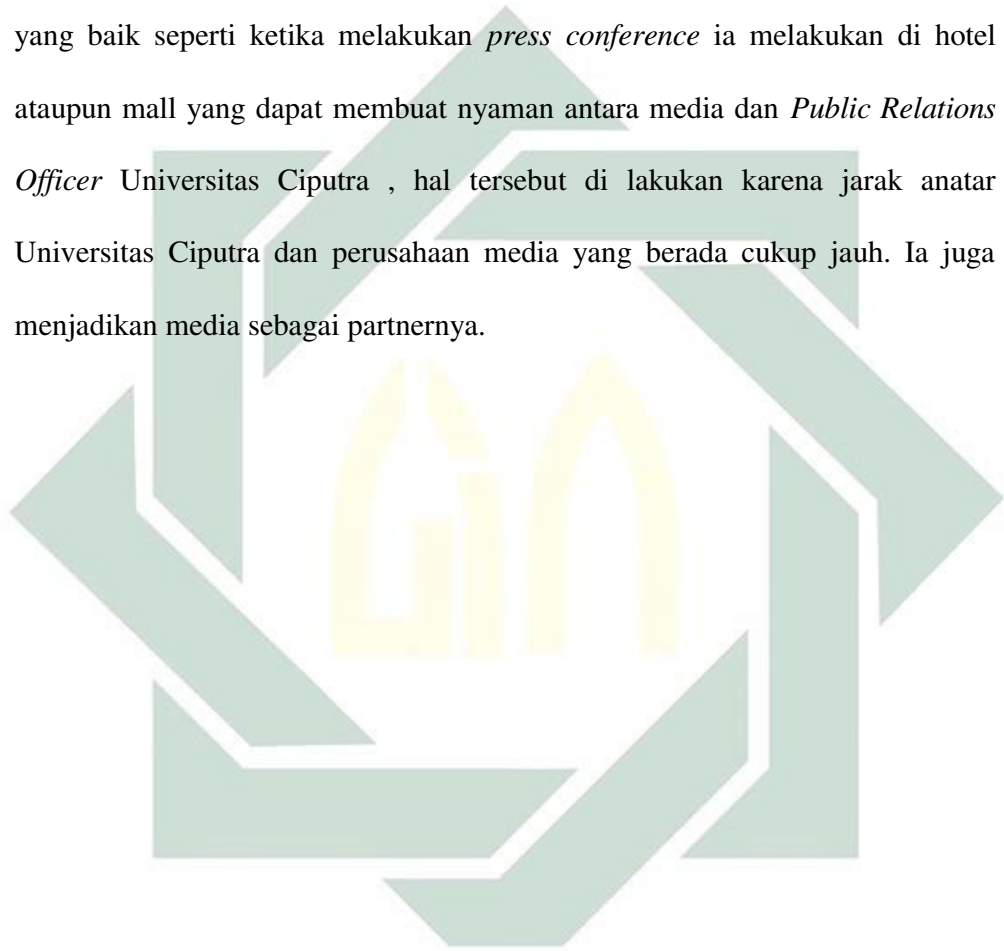 yang baik seperti ketika melakukan press conference ia melakukan di hotel
ataupun mall yang dapat membuat nyaman antara media dan Public Relations
Officer Universitas Ciputra , hal tersebut di lakukan karena jarak anatar
Universitas Ciputra dan perusahaan media yang berada cukup jauh. Ia juga
menjadikan media sebagai partnernya.